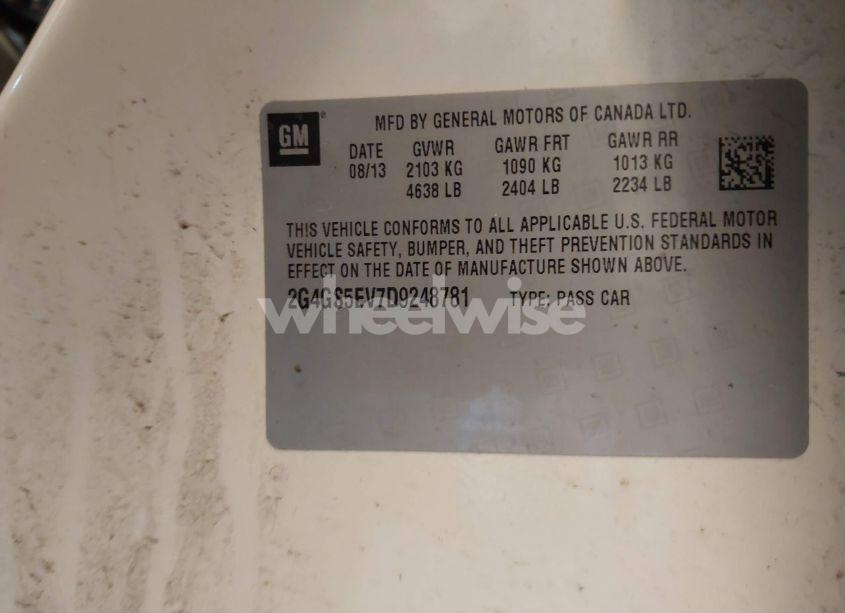 GM
MFD BY GENERAL MOTORS OF CANADA LTD.
DATE GVWR GAWR FRT GAWR RR
08/13 2103 KG 1090 KG 1013 KG
4638 LB 2404 LB 2234 LB
THIS VEHICLE CONFORMS TO ALL APPLICABLE U.S. FEDERAL MOTOR
VEHICLE SAFETY, BUMPER, AND THEFT PREVENTION STANDARDS IN
EFFECT ON THE DATE OF MANUFACTURE SHOWN ABOVE.
2G4GS5EV7D9248781 TYPE: PASS CAR
wheelwise